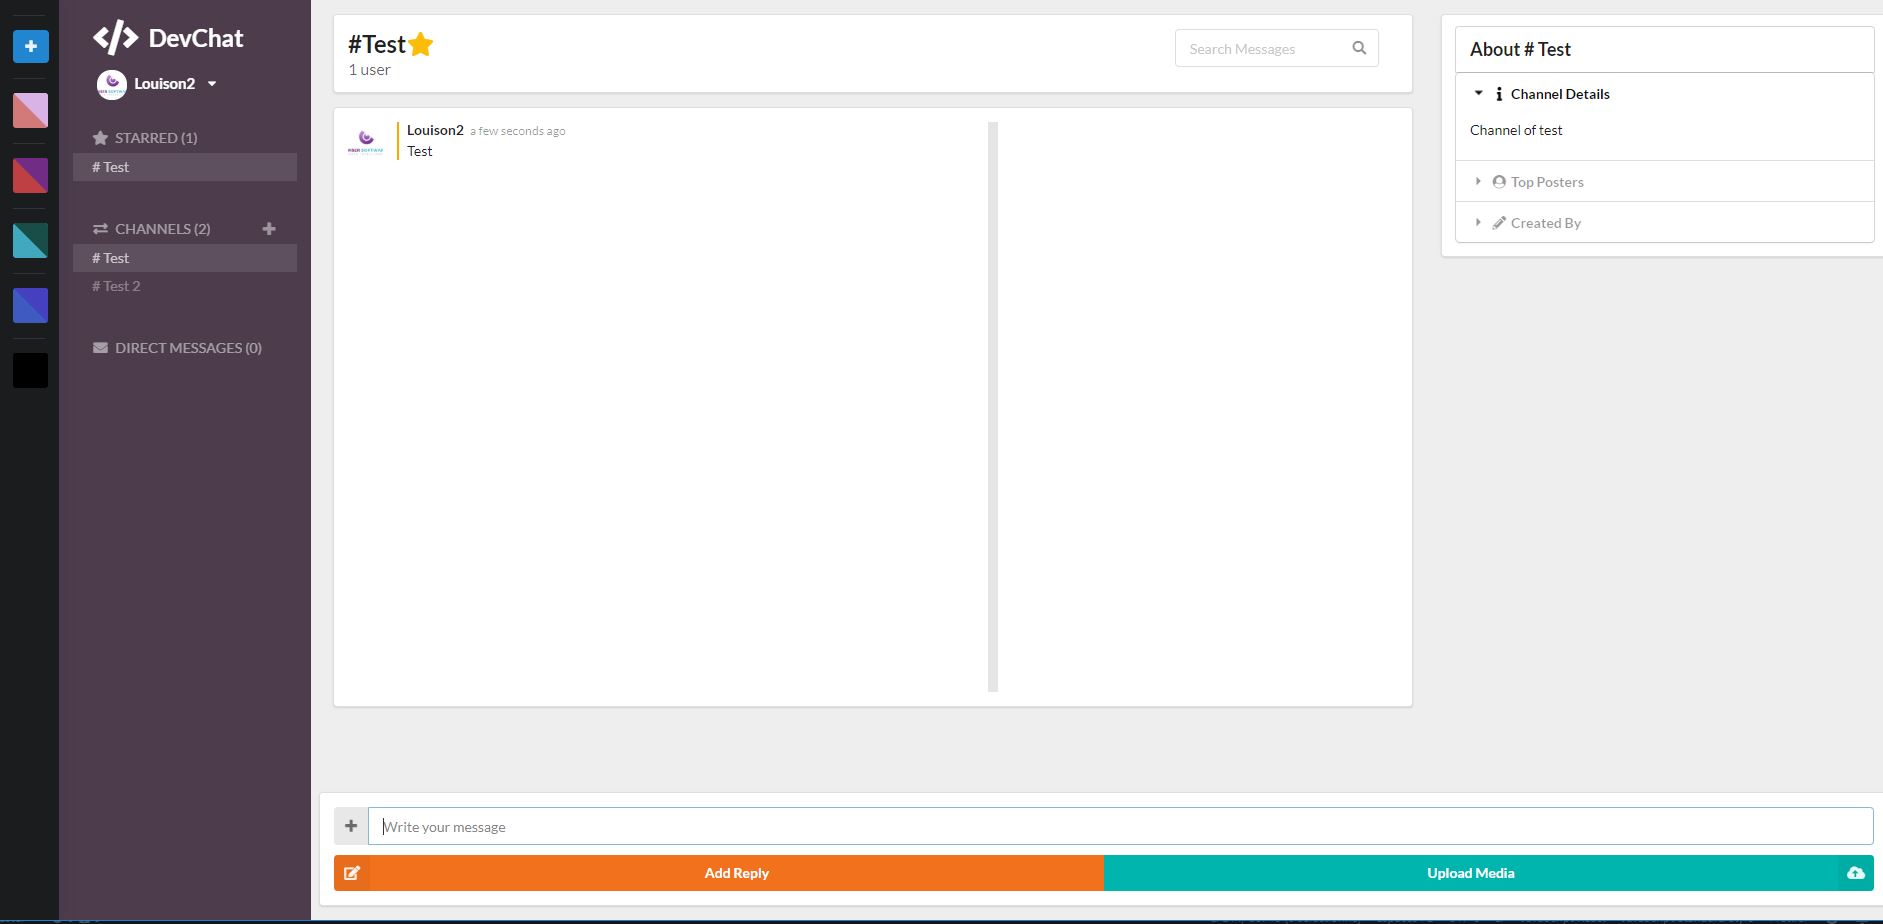 DevChat
Louison2
STARRED (1)
# Test
CHANNELS (2)
# Test
# Test 2
DIRECT MESSAGES (0)
#Test
1 user
Search Messages
Louison2 a few seconds ago
Test
Write your message
Add Reply
Upload Media
About # Test
Channel Details
Channel of test
Top Posters
Created By